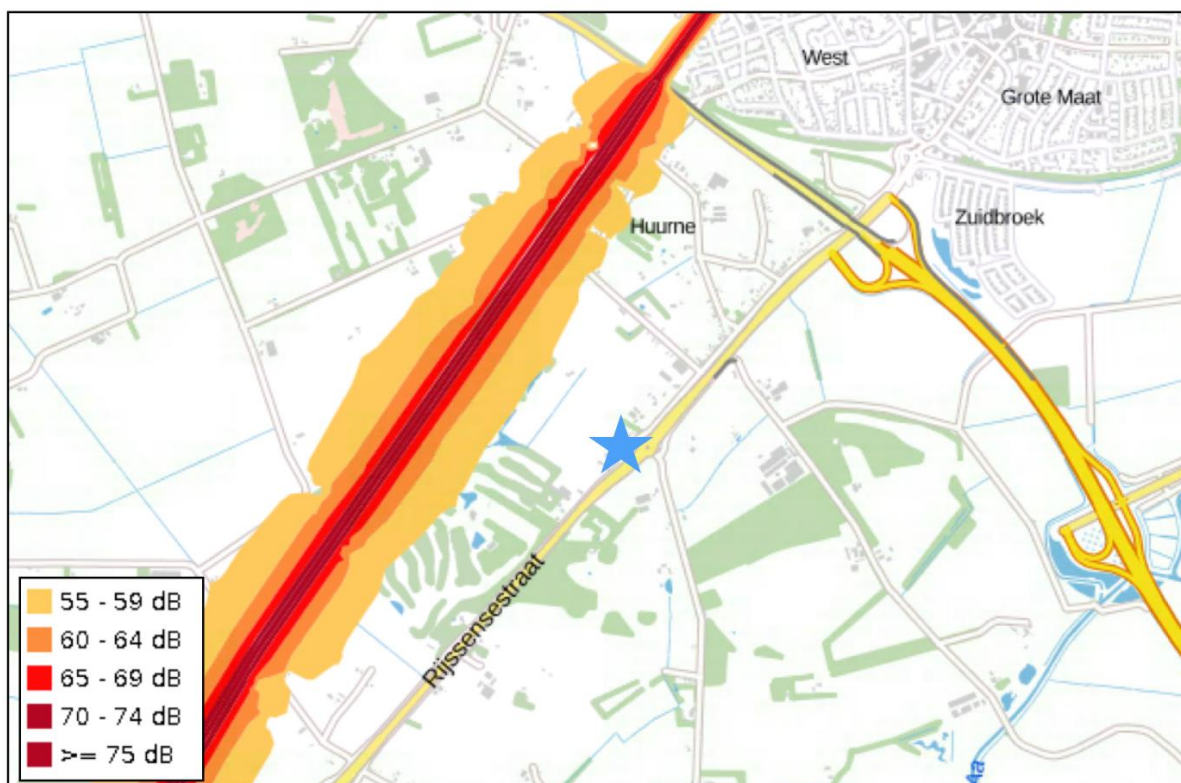 West
Grote Maat
Zuidbroek
Huurne
Rijssensestraat
Aa
55 - 59 dB
60 - 64 dB
65 - 69 dB
70 - 74 dB
>= 75 dB